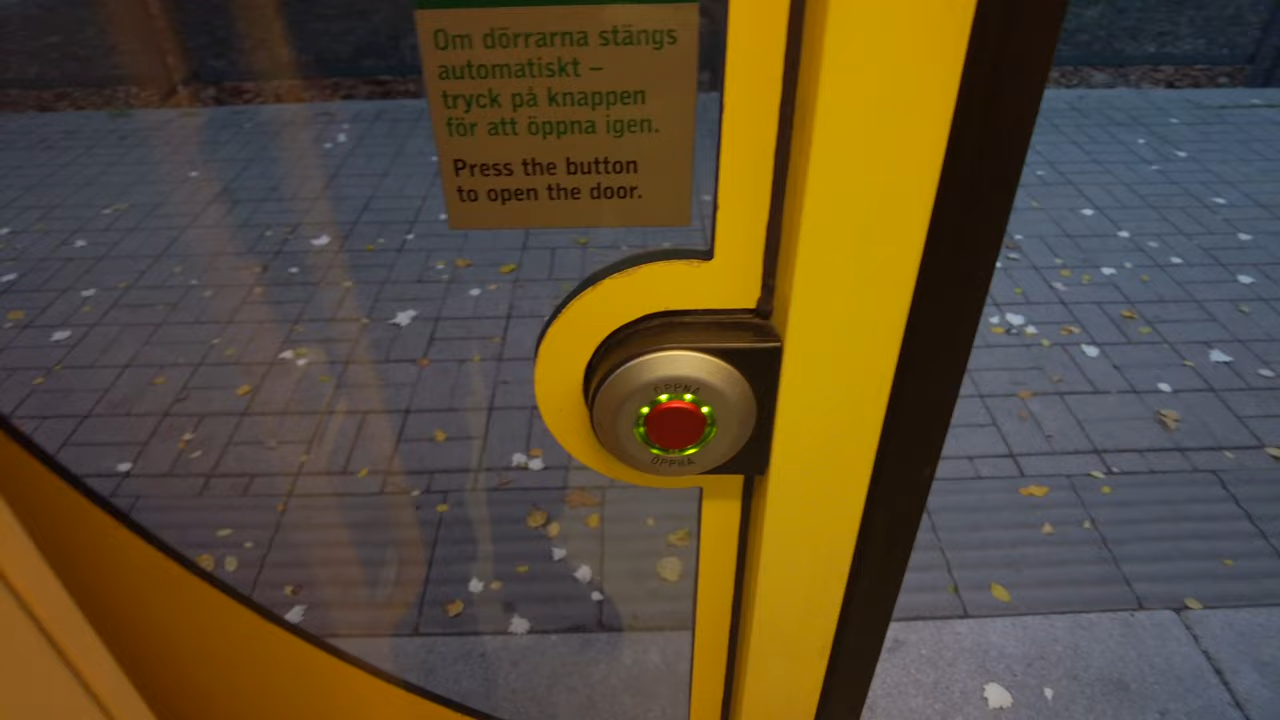 Om dörrarna stängs
automatiskt –
tryck på knappen
för att öppna igen.
Press the button
to open the door.
ÖPPNA
ÖPPNA